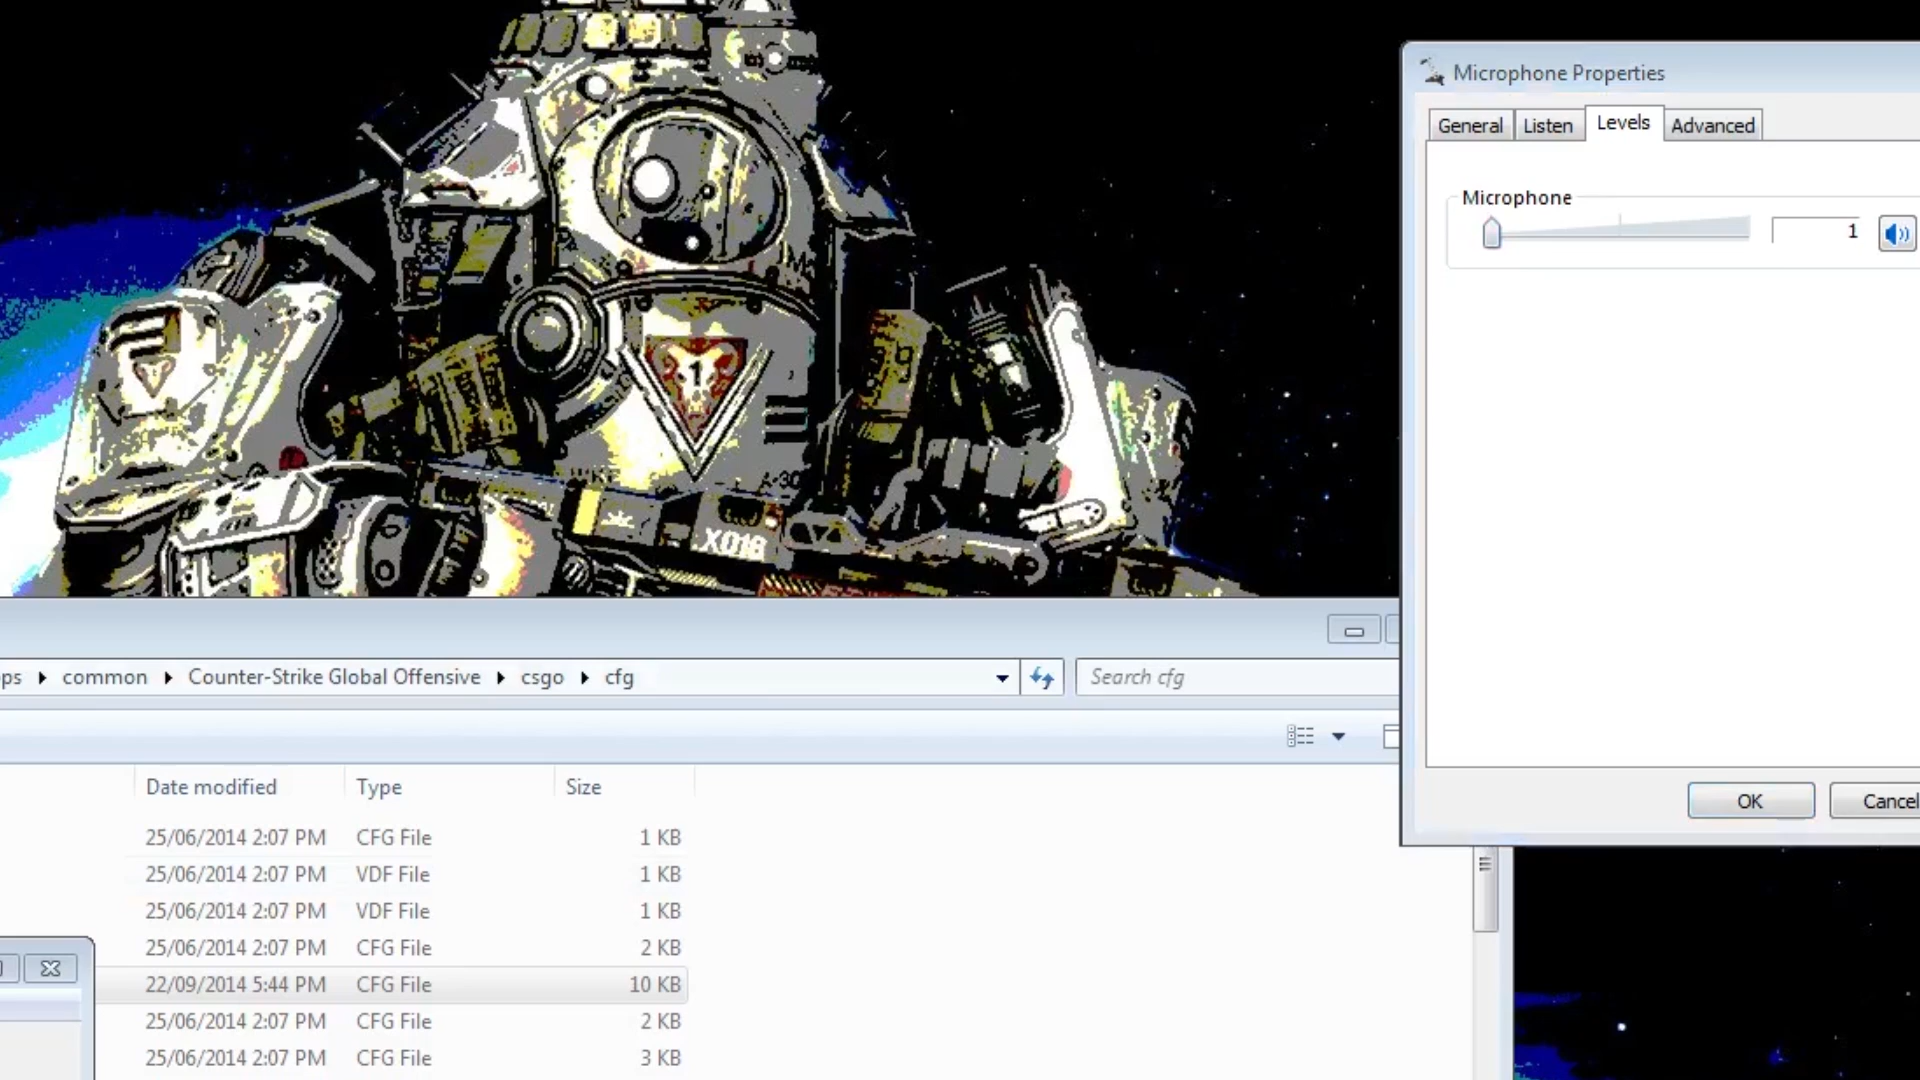 Microphone Properties
General
Listen
Levels
Advanced
Microphone
1
1
A-30
X016
ps
common
Counter-Strike Global Offensive
csgo
cfg
Search cfg
OK
Cancel
Date modified
Type
Size
25/06/2014 2:07 PM CFG File 1 KB
25/06/2014 2:07 PM VDF File 1 KB
25/06/2014 2:07 PM VDF File 1 KB
25/06/2014 2:07 PM CFG File 2 KB
22/09/2014 5:44 PM CFG File 10 KB
25/06/2014 2:07 PM CFG File 2 KB
25/06/2014 2:07 PM CFG File 3 KB